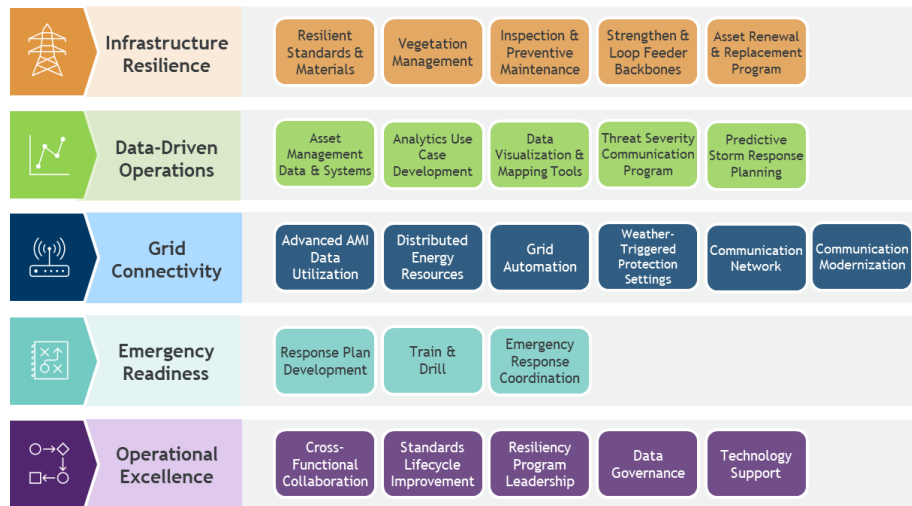 Infrastructure
Resilience
Resilient
Standards &
Materials
Vegetation
Management
Inspection &
Preventive
Maintenance
Strengthen &
Loop Feeder
Backbones
Asset Renewal
& Replacement
Program
Data-Driven
Operations
Asset
Management
Data & Systems
Analytics Use
Case
Development
Data
Visualization &
Mapping Tools
Threat Severity
Communication
Program
Predictive
Storm Response
Planning
Grid
Connectivity
Advanced AMI
Data
Utilization
Distributed
Energy
Resources
Grid
Automation
Weather-
Triggered
Protection
Settings
Communication
Network
Communication
Modernization
Emergency
Readiness
Response Plan
Development
Train &
Drill
Emergency
Response
Coordination
Operational
Excellence
Cross-
Functional
Collaboration
Standards
Lifecycle
Improvement
Resiliency
Program
Leadership
Data
Governance
Technology
Support